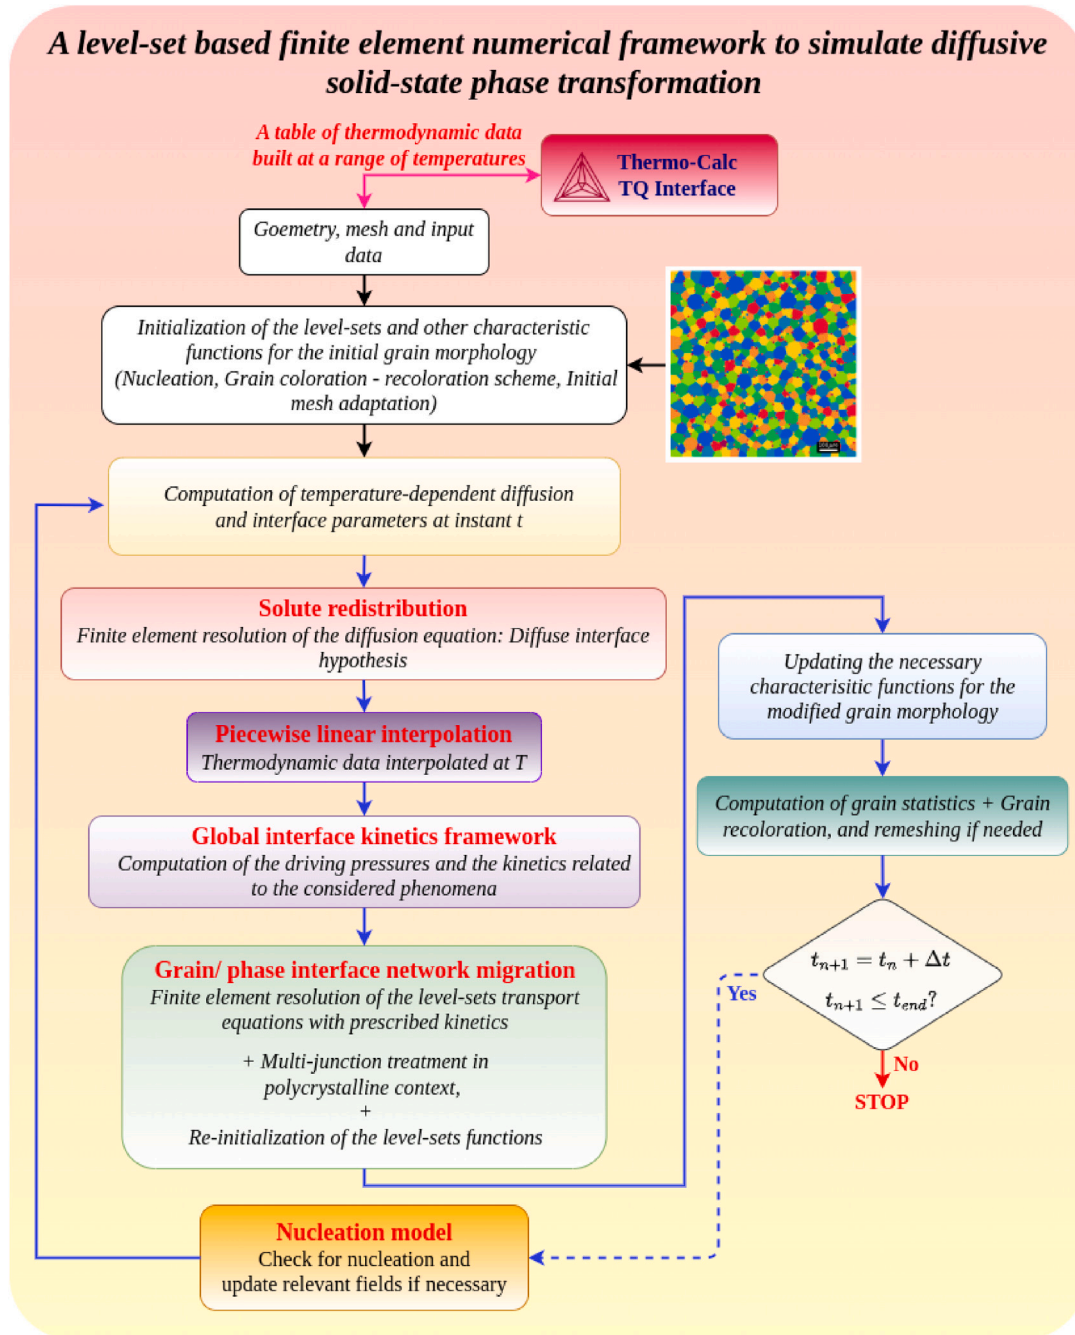 A level-set based finite element numerical framework to simulate diffusive
solid-state phase transformation
A table of thermodynamic data
built at a range of temperatures
Thermo-Calc
TQ Interface
Goemetry, mesh and input
data
Initialization of the level-sets and other characteristic
functions for the initial grain morphology
(Nucleation, Grain coloration - recoloration scheme, Initial
mesh adaptation)
Computation of temperature-dependent diffusion
and interface parameters at instant t
Solute redistribution
Finite element resolution of the diffusion equation: Diffuse interface
hypothesis
Piecewise linear interpolation
Thermodynamic data interpolated at T
Global interface kinetics framework
Computation of the driving pressures and the kinetics related
to the considered phenomena
Grain/ phase interface network migration
Finite element resolution of the level-sets transport
equations with prescribed kinetics
+ Multi-junction treatment in
polycrystalline context,
+
Re-initialization of the level-sets functions
Updating the necessary
characterisitic functions for the
modified grain morphology
Computation of grain statistics + Grain
recoloration, and remeshing if needed
t_{n+1} = t_n + Δt
t_{n+1} ≤ t_{end}?
Yes
No
STOP
Nucleation model
Check for nucleation and
update relevant fields if necessary